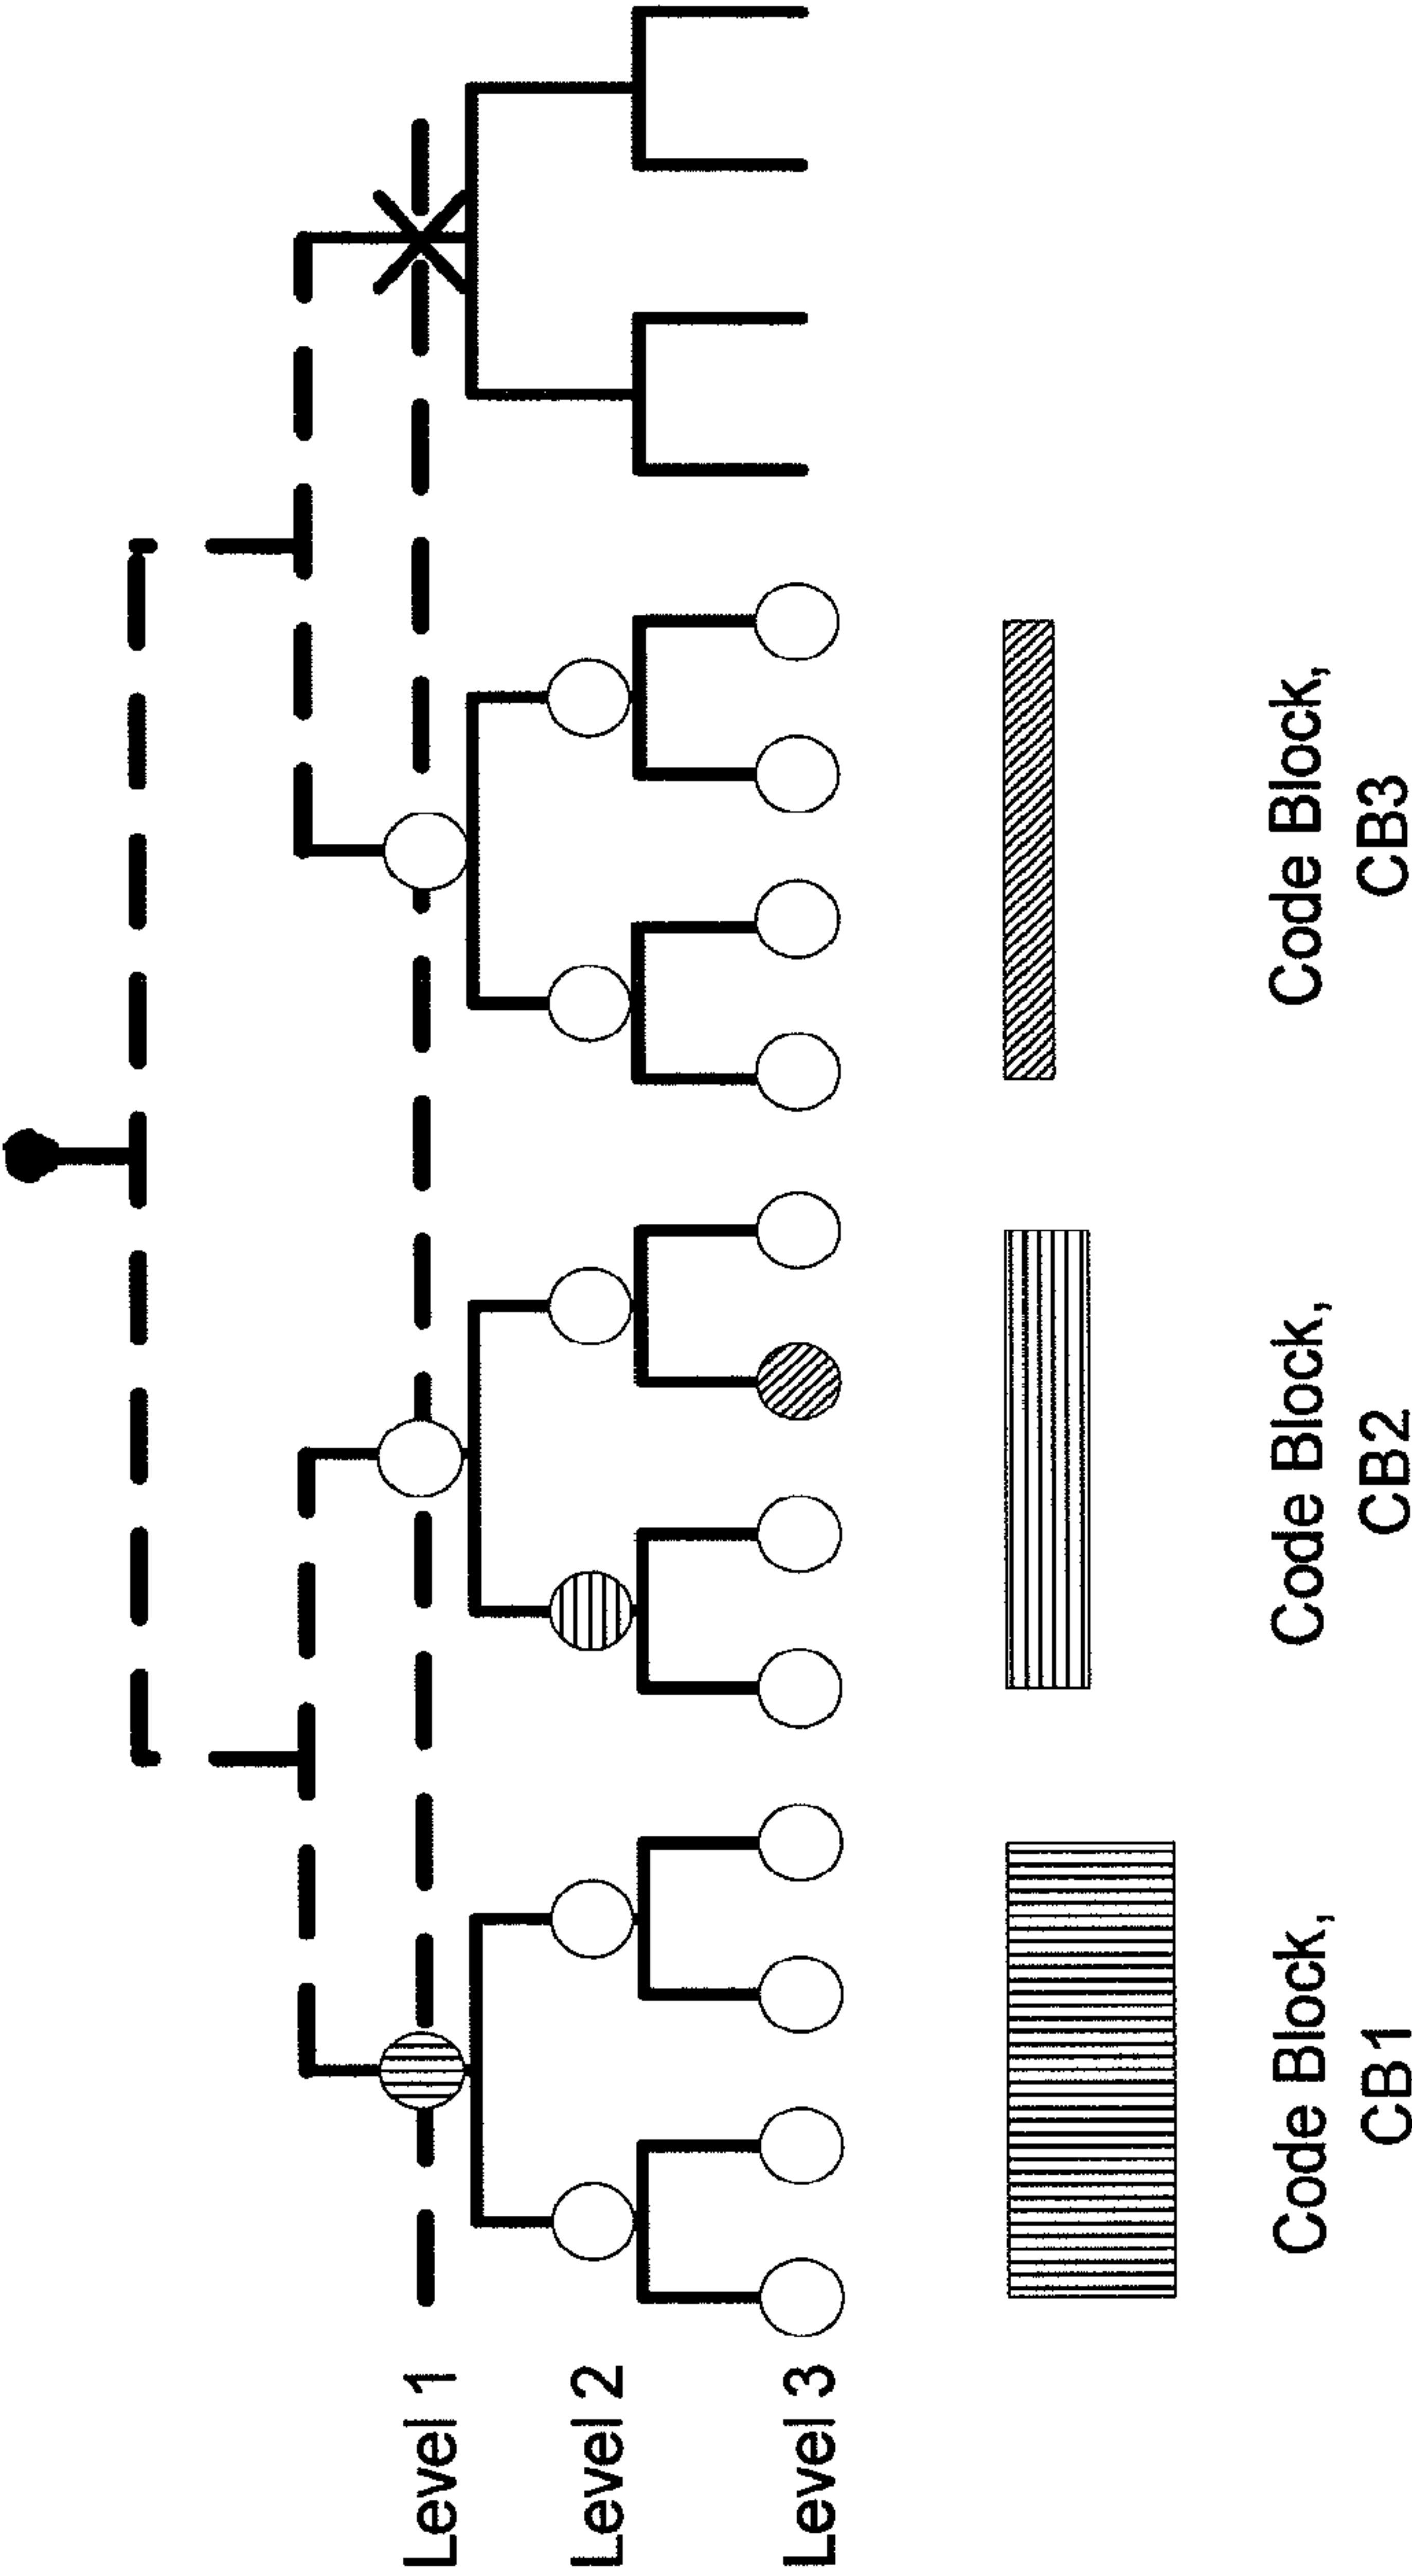 Level 1
Level 2
Level 3
Code Block,
CB1
Code Block,
CB2
Code Block,
CB3